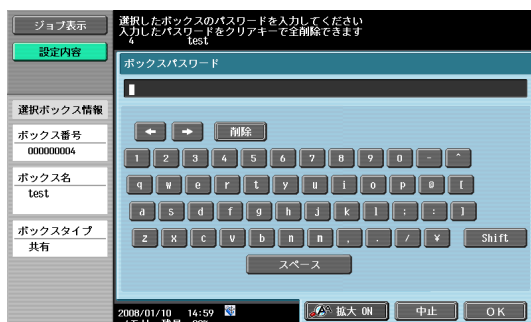 ジョブ表示
設定内容
選択したボックスのパスワードを入力してください
入力したパスワードをクリアキーで全削除できます
4 test
ボックスパスワード
選択ボックス情報
ボックス番号
000000004
ボックス名
test
ボックスタイプ
共有
← → 削除
1 2 3 4 5 6 7 8 9 0 - ^
q w e r t y u i o p @ [
a s d f g h j k l ; : ]
z x c v b n m , . / ¥ Shift
スペース
2008/01/10 14:59
拡大 ON 中止 OK